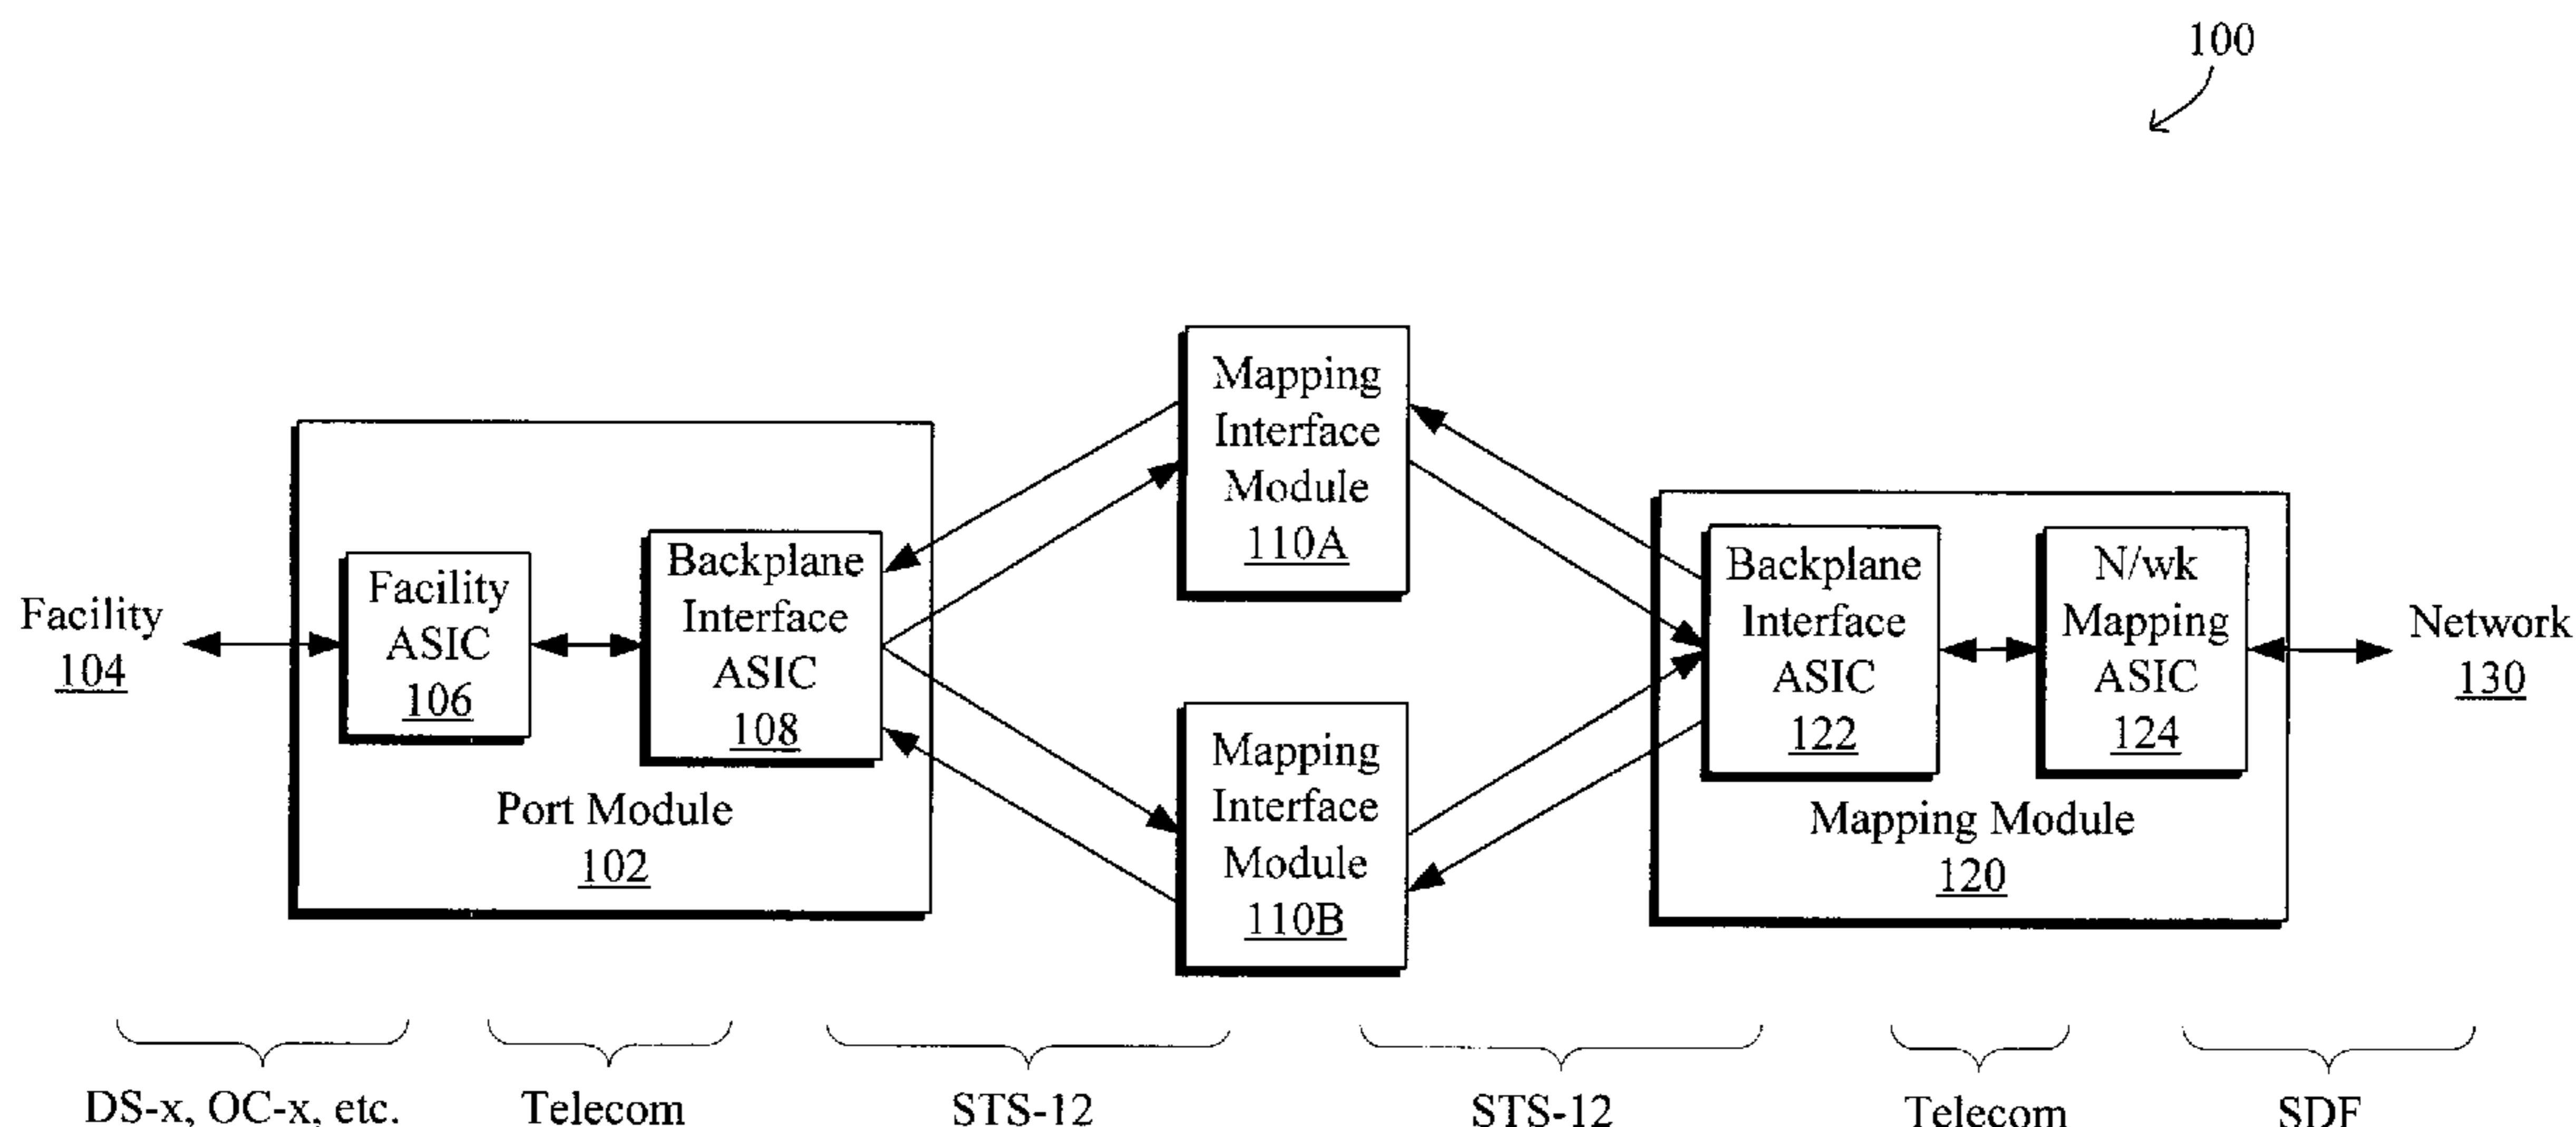 100
Mapping
Interface
Module
110A
Facility
104
Facility
ASIC
106
Backplane
Interface
ASIC
108
Port Module
102
Mapping
Interface
Module
110B
Backplane
Interface
ASIC
122
N/wk
Mapping
ASIC
124
Mapping Module
120
Network
130
DS-x, OC-x, etc.
Telecom
STS-12
STS-12
Telecom
SDF